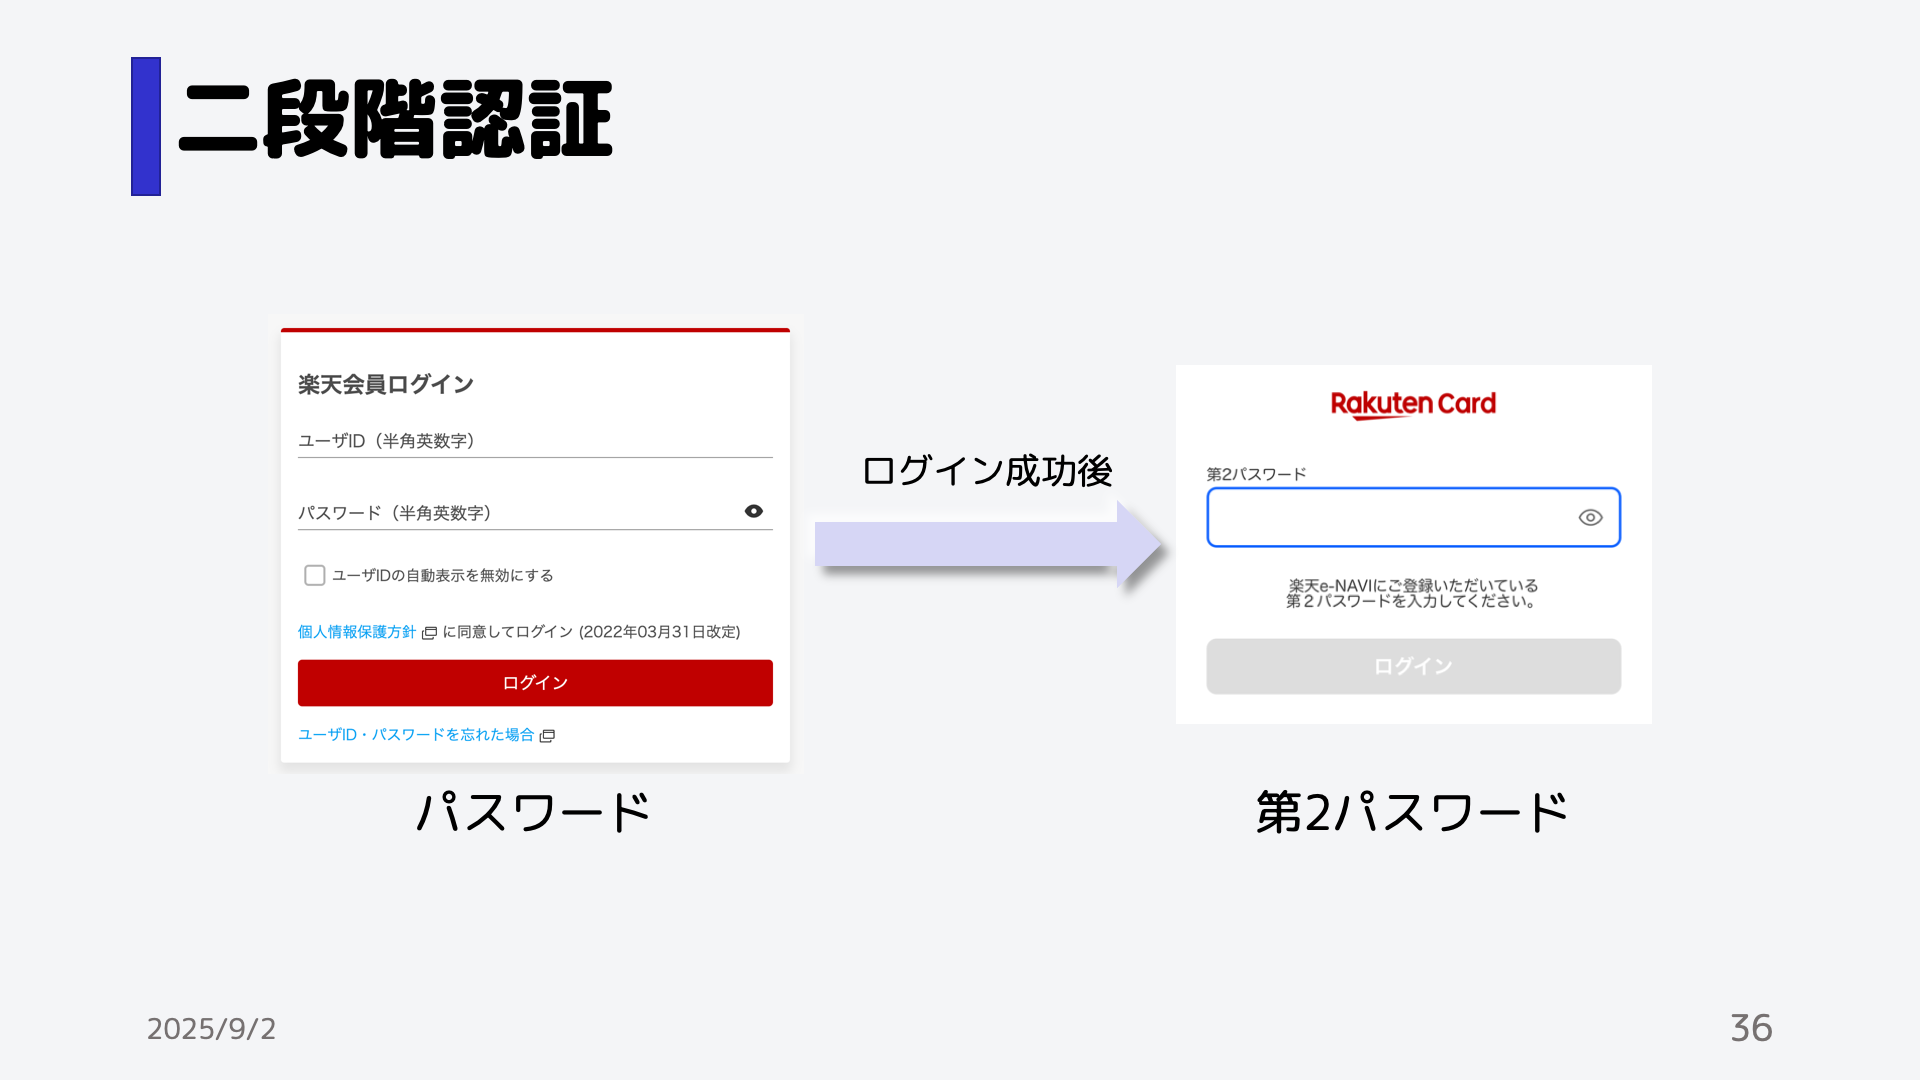 二段階認証
楽天会員ログイン
ユーザID（半角英数字）
パスワード（半角英数字）
ユーザIDの自動表示を無効にする
個人情報保護方針 に同意してログイン (2022年03月31日改定)
ログイン
ユーザID・パスワードを忘れた場合
パスワード
ログイン成功後
Rakuten Card
第2パスワード
楽天e-NAVIにご登録いただいている
第２パスワードを入力してください。
ログイン
第2パスワード
2025/9/2
36